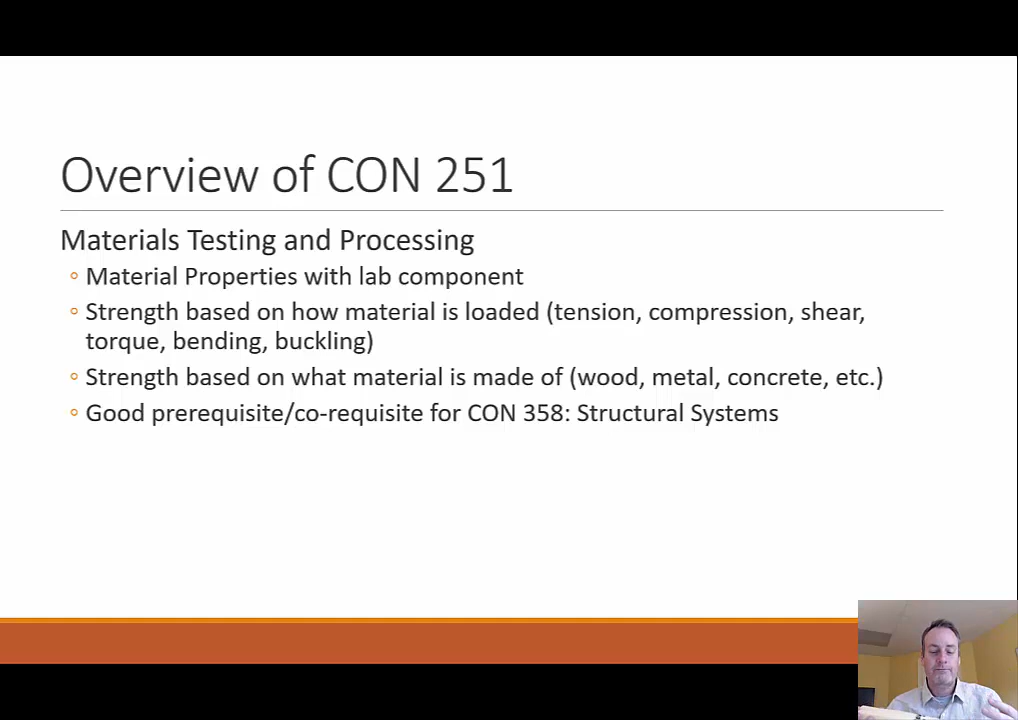 Overview of CON 251
Materials Testing and Processing
Material Properties with lab component
Strength based on how material is loaded (tension, compression, shear,
torque, bending, buckling)
Strength based on what material is made of (wood, metal, concrete, etc.)
Good prerequisite/co-requisite for CON 358: Structural Systems